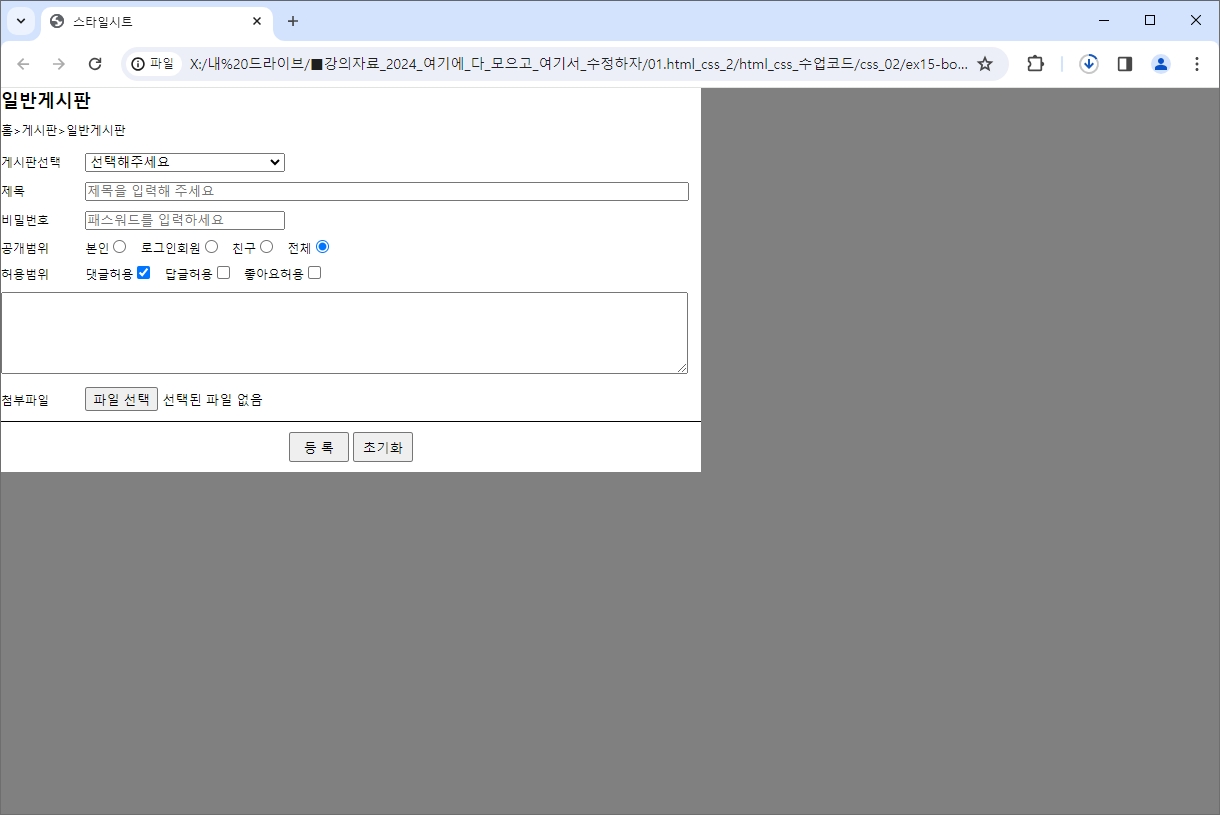 스타일시트
파일 X:/내%20드라이브/■강의자료_2024_여기에_다_모으고_여기서_수정하자/01.html_css_2/html_css_수업코드/css_02/ex15-bo...
일반게시판
홈>게시판>일반게시판
게시판선택 선택해주세요
제목 제목을 입력해 주세요
비밀번호 패스워드를 입력하세요
공개범위 본인 로그인회원 친구 전체
허용범위 댓글허용 답글허용 좋아요허용
첨부파일 파일 선택 선택된 파일 없음
등 록 초기화